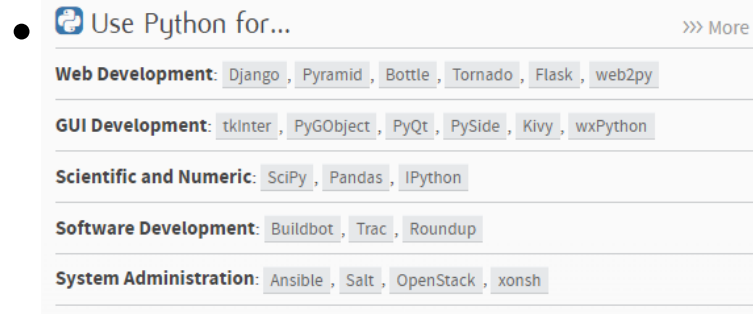 Use Python for...
>>> More
Web Development: Django , Pyramid , Bottle , Tornado , Flask , web2py
GUI Development: tkInter , PyGObject , PyQt , PySide , Kivy , wxPython
Scientific and Numeric: SciPy , Pandas , IPython
Software Development: Buildbot , Trac , Roundup
System Administration: Ansible , Salt , OpenStack , xonsh